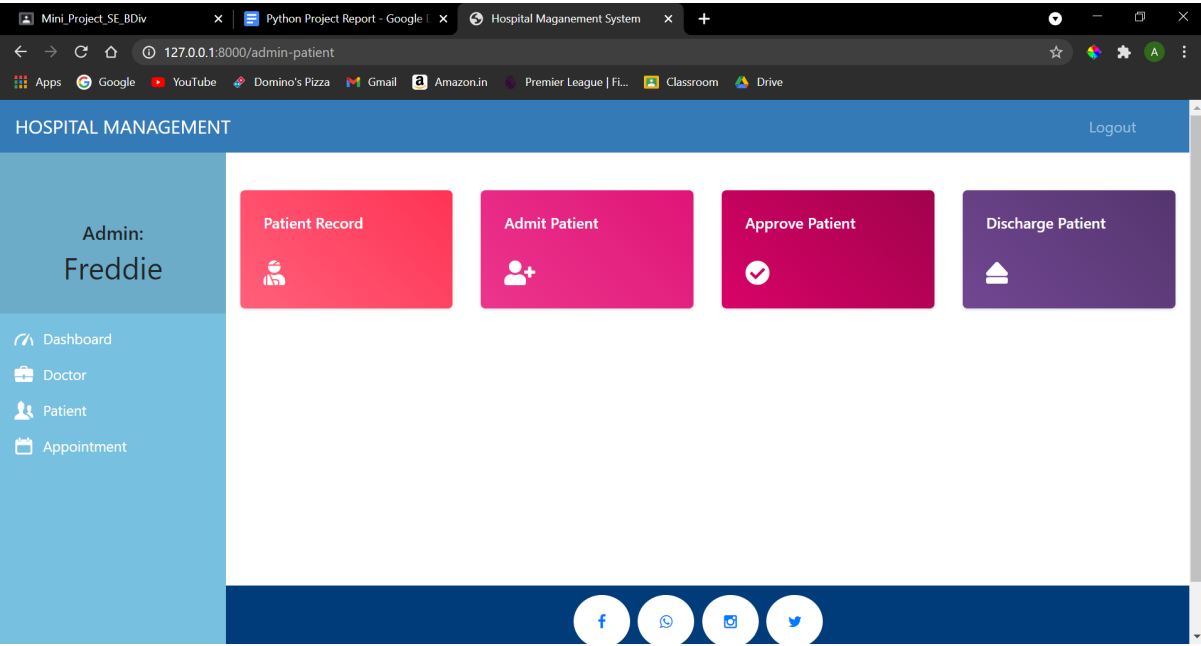 Mini_Project_SE_BDiv
Python Project Report - Google
Hospital Maganement System
127.0.0.1:8000/admin-patient
A
Apps Google YouTube Domino's Pizza Gmail Amazon.in Premier League | Fi... Classroom Drive
HOSPITAL MANAGEMENT
Logout
Admin:
Freddie
Dashboard
Doctor
Patient
Appointment
Patient Record
Admit Patient
Approve Patient
Discharge Patient